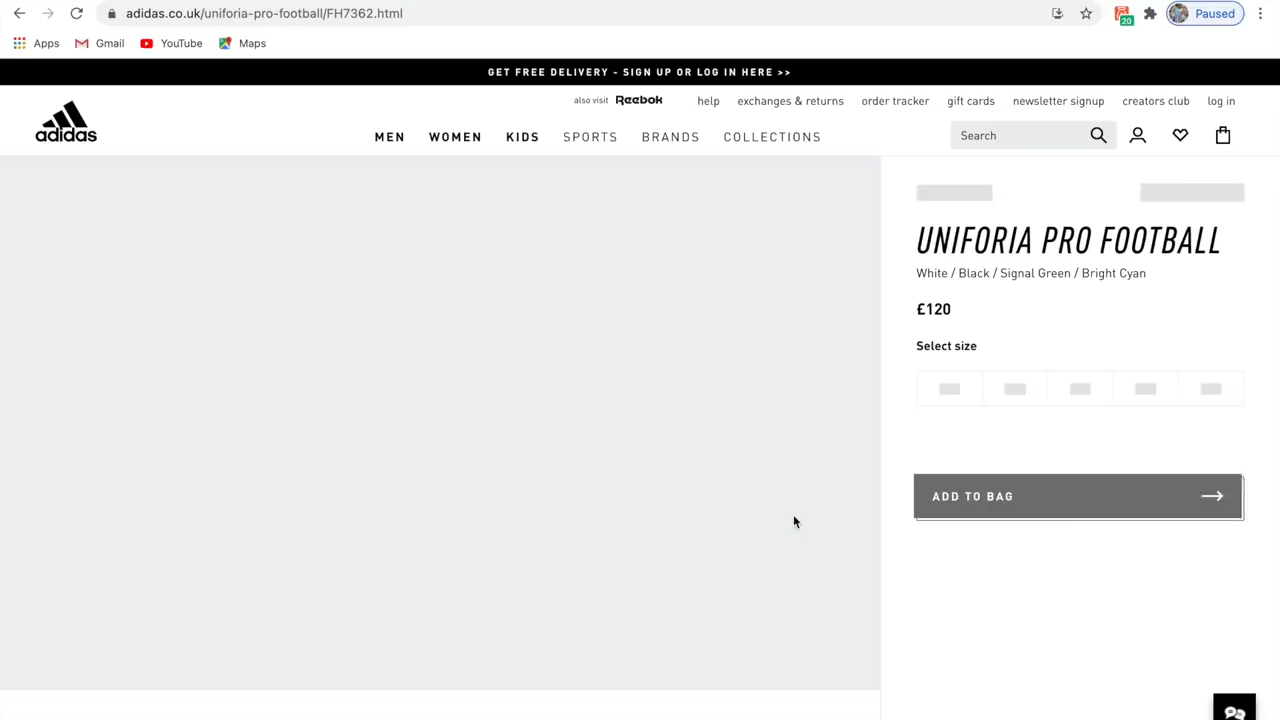 adidas.co.uk/uniforia-pro-football/FH7362.html
20
Paused
Apps
Gmail
YouTube
Maps
GET FREE DELIVERY - SIGN UP OR LOG IN HERE >>
also visit Reebok
help
exchanges & returns
order tracker
gift cards
newsletter signup
creators club
log in
adidas
MEN
WOMEN
KIDS
SPORTS
BRANDS
COLLECTIONS
Search
UNIFORIA PRO FOOTBALL
White / Black / Signal Green / Bright Cyan
£120
Select size
ADD TO BAG